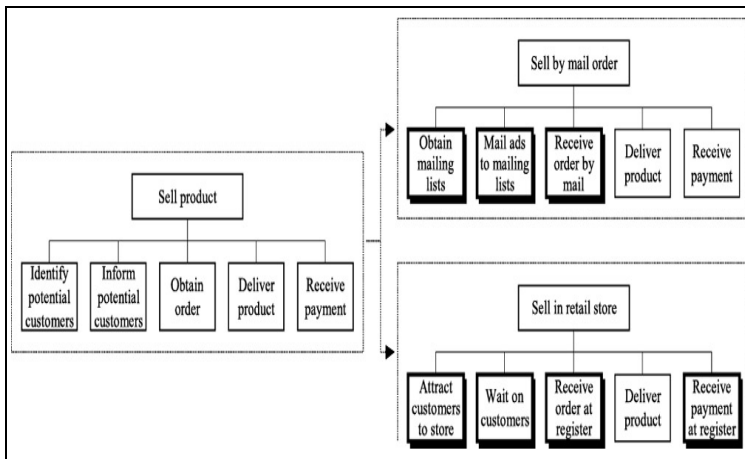 Sell by mail order
Obtain
mailing
lists
Mail ads
to mailing
lists
Receive
order by
mail
Deliver
product
Receive
payment
Sell product
Identify
potential
customers
Inform
potential
customers
Obtain
order
Deliver
product
Receive
payment
Sell in retail store
Attract
customers
to store
Wait on
customers
Receive
order at
register
Deliver
product
Receive
payment
at register